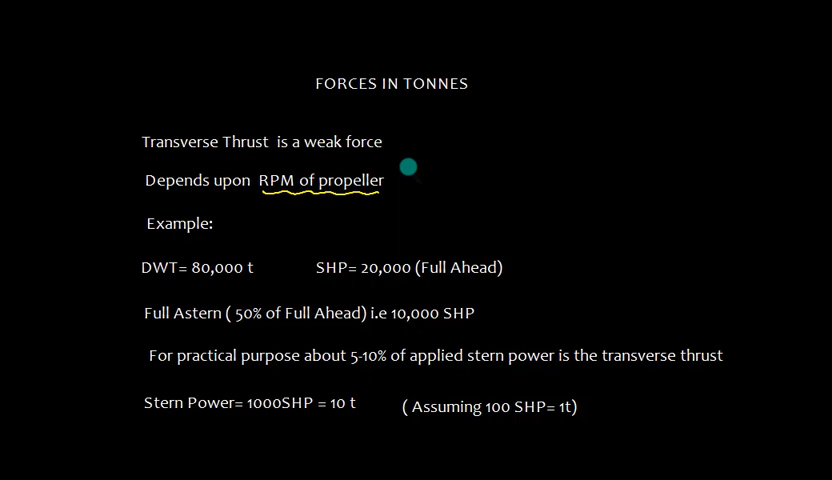 FORCES IN TONNES
Transverse Thrust is a weak force
Depends upon RPM of propeller
Example:
DWT= 80,000 t SHP= 20,000 (Full Ahead)
Full Astern ( 50% of Full Ahead) i.e 10,000 SHP
For practical purpose about 5-10% of applied stern power is the transverse thrust
Stern Power= 1000SHP = 10 t ( Assuming 100 SHP= 1t)